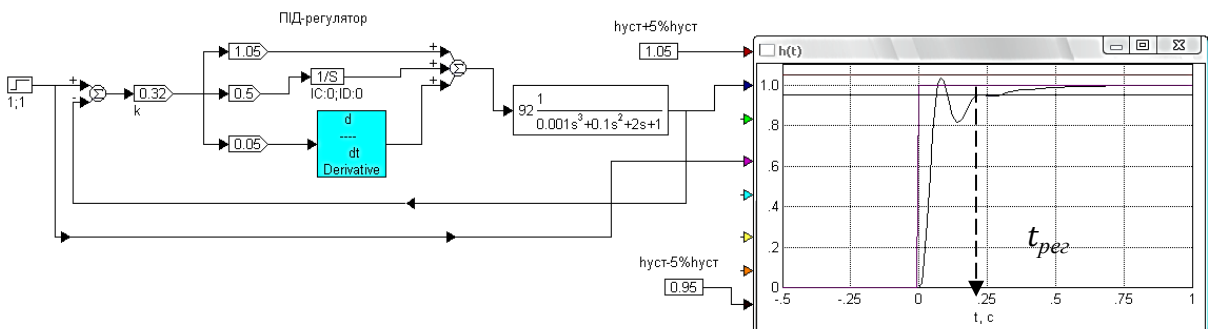 ПІД-регулятор
hуст+5%hуст
1.05
h(t)
1;1
+
-
0.32
k
1.05
0.5
0.05
1/S
IC:0;ID:0
d
----
dt
Derivative
+
+
+
92 1
0.001s³+0.1s²+2s+1
hуст-5%hуст
0.95
1.0
.8
.6
.4
.2
0
-.5 -.25 0 .25 .5 .75 1
t, c
tрег